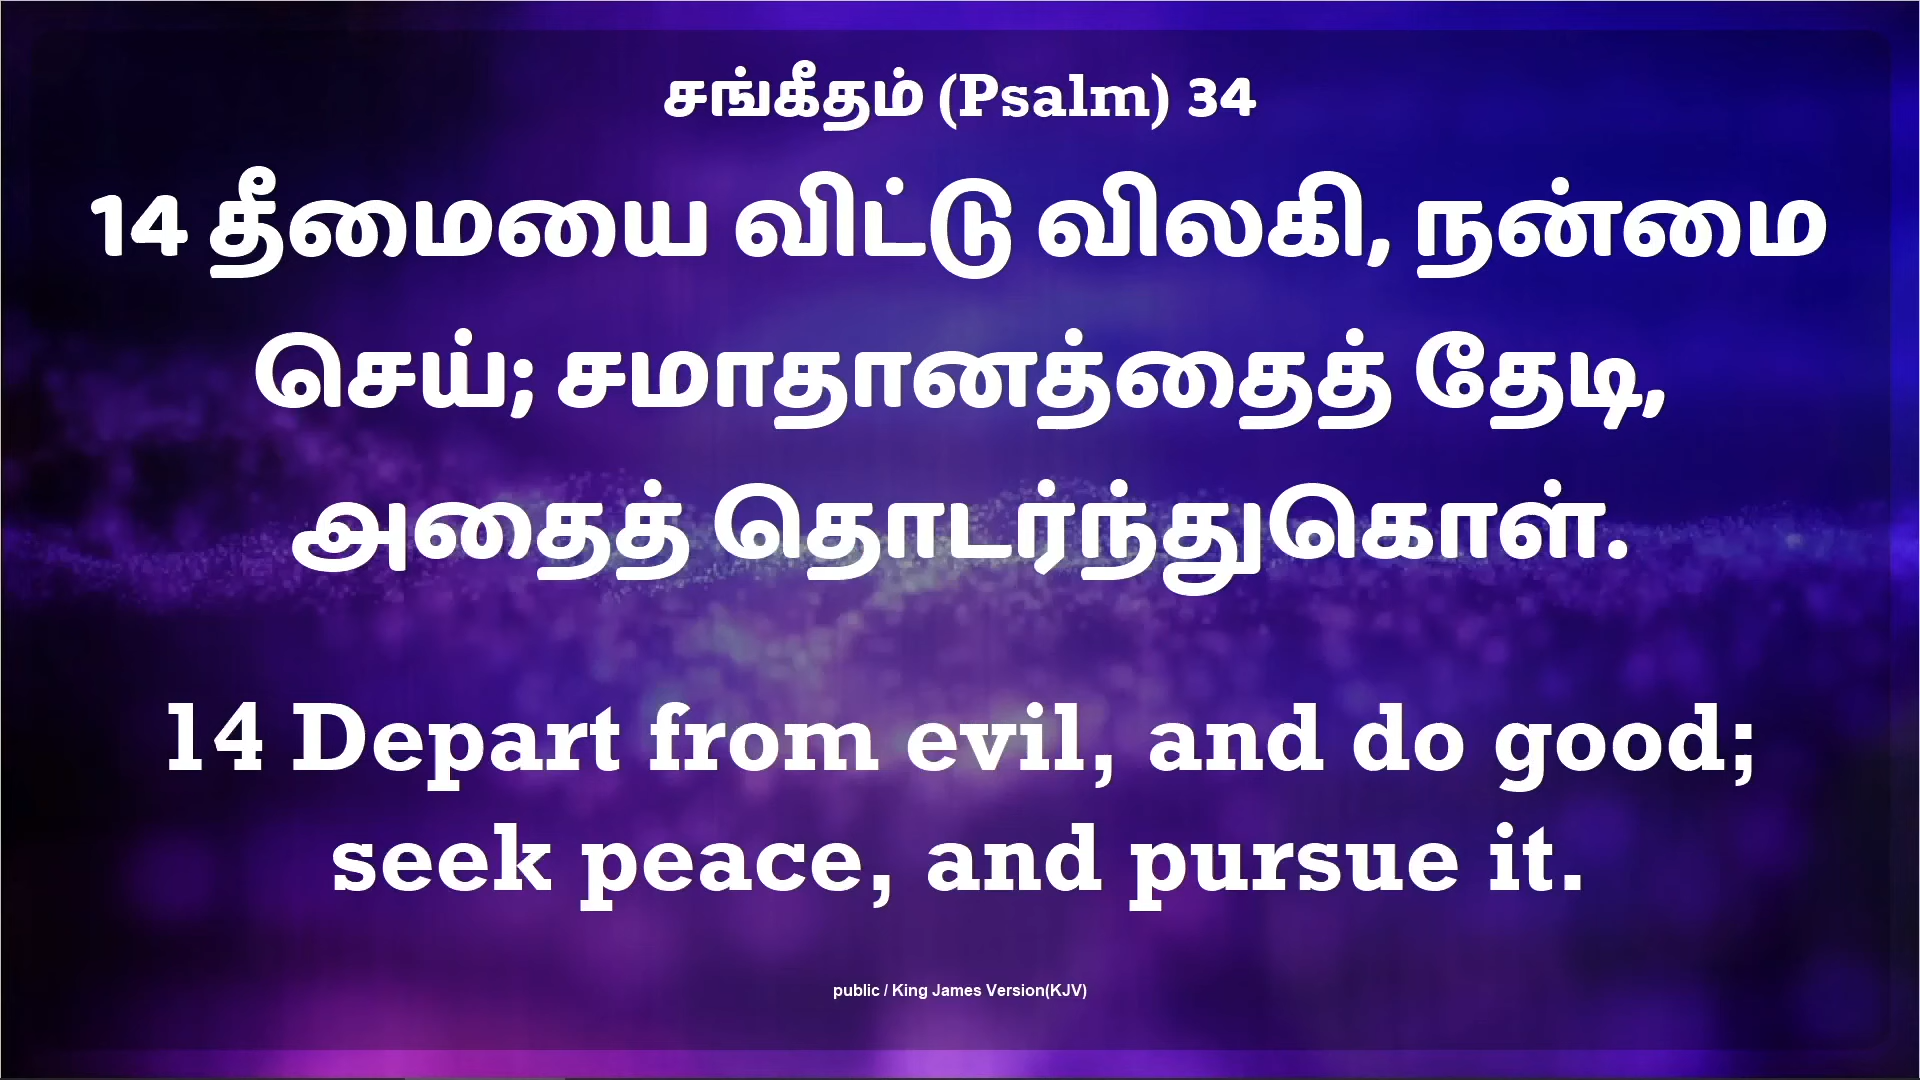 சங்கீதம் (Psalm) 34
14 தீமையை விட்டு விலகி, நன்மை
செய்; சமாதானத்தைத் தேடி,
அதைத் தொடர்ந்துகொள்.
14 Depart from evil, and do good;
seek peace, and pursue it.
public / King James Version(KJV)